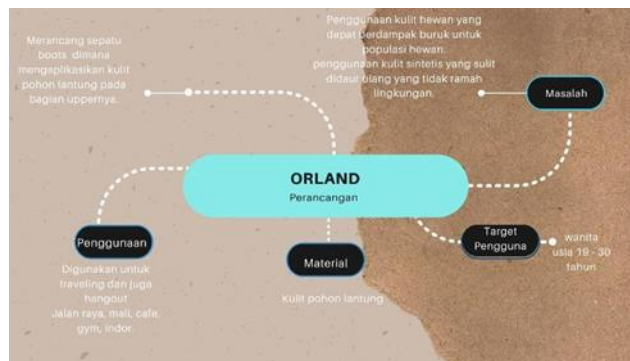 Penggunaan kulit hewan yang
dapat berdampak buruk untuk
populasi hewan.
penggunaan kulit sintetis yang sulit
didaur ulang yang tidak ramah
lingkungan.
Masalah
Merancang sepatu
boots dimana
mengaplikasikan kulit
pohon lantung pada
bagian uppernya.
ORLAND
Perancangan
Penggunaan
Digunakan untuk
traveling dan juga
hangout
Jalan raya, mall, cafe,
gym, indor.
Material
Kulit pohon lantung
Target
Pengguna
wanita
usia 19 - 30
tahun